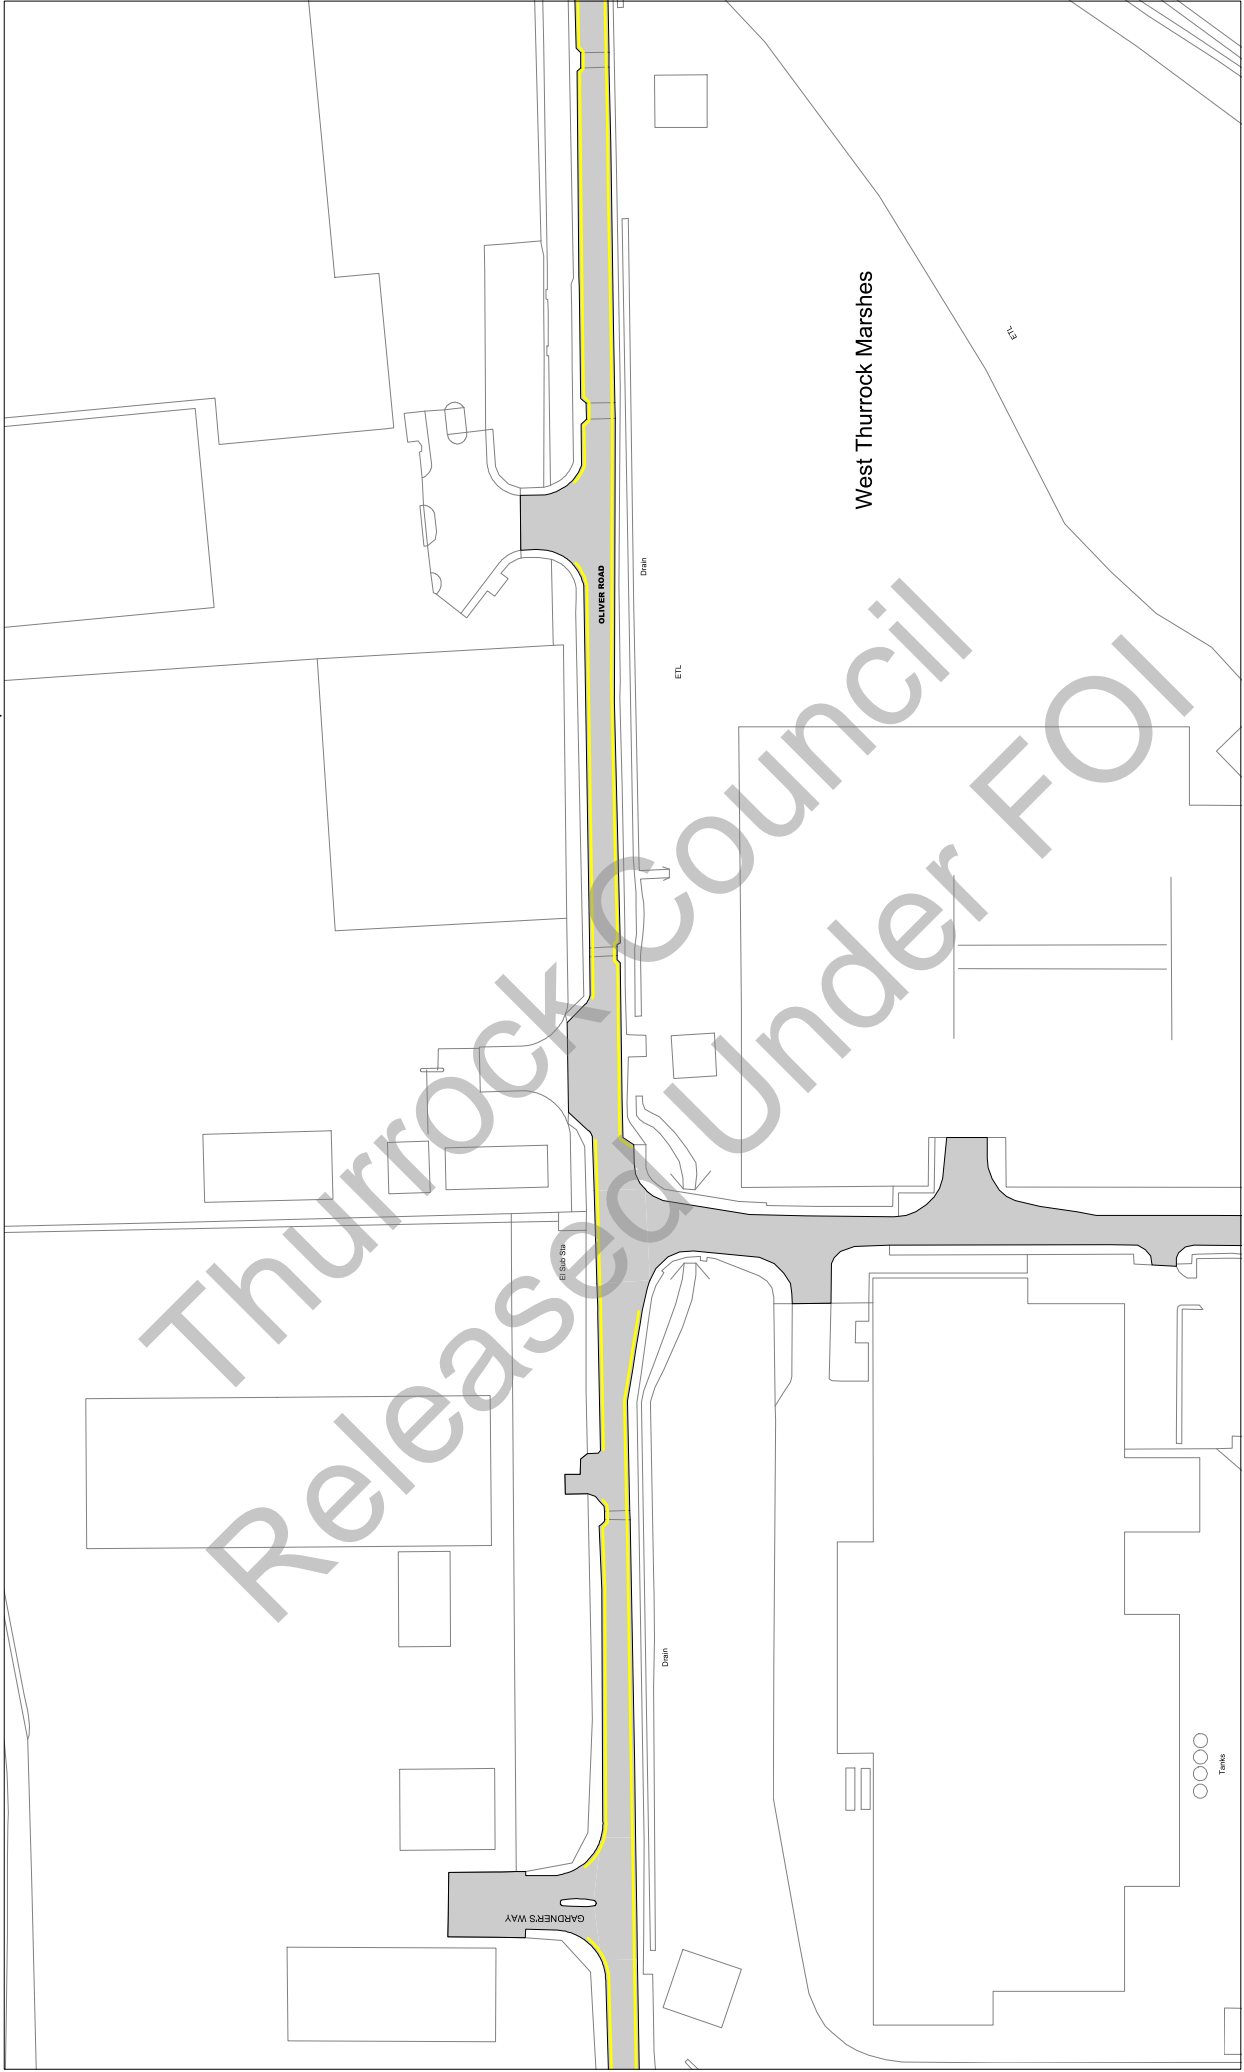 West Thurrock Marshes
ETL
Drain
OLIVER ROAD
ETL
Thurrock Council
Released Under FOI
El Sub Sta
Drain
Tanks
GARDNER'S WAY